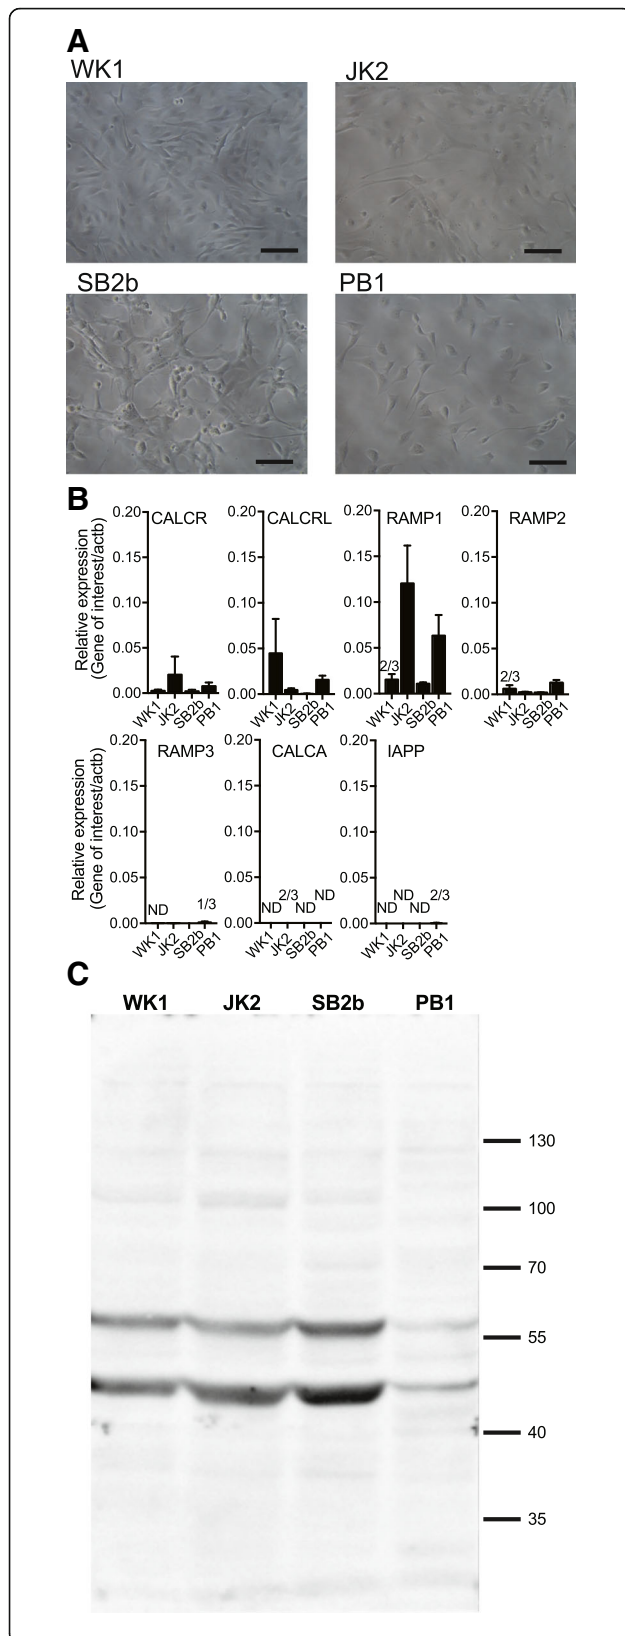 A
WK1 JK2
SB2b PB1
B
Relative expression
(Gene of interest/actb)
0.20 0.15 0.10 0.05 0.00
CALCR
WK1 JK2 SB2b PB1
0.20 0.15 0.10 0.05 0.00
CALCRL
WK1 JK2 SB2b PB1
0.20 0.15 0.10 0.05 0.00
RAMP1
2/3
WK1 JK2 SB2b PB1
0.20 0.15 0.10 0.05 0.00
RAMP2
2/3
WK1 JK2 SB2b PB1
Relative expression
(Gene of interest/actb)
0.20 0.15 0.10 0.05 0.00
RAMP3
ND 1/3
WK1 JK2 SB2b PB1
0.20 0.15 0.10 0.05 0.00
CALCA
ND 2/3 ND ND
WK1 JK2 SB2b PB1
0.20 0.15 0.10 0.05 0.00
IAPP
ND ND ND 2/3
WK1 JK2 SB2b PB1
C
WK1 JK2 SB2b PB1
130
100
70
55
40
35